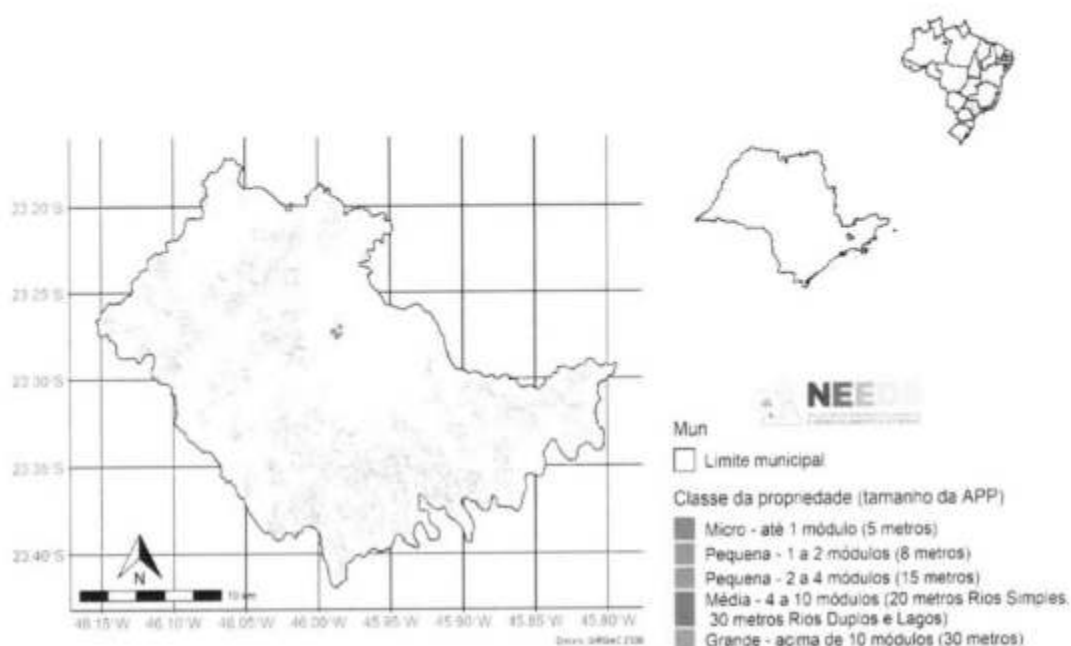 23.20°S
23.25°S
23.30°S
23.35°S
23.40°S
N
10 km
46.15°W 46.10°W 46.05°W 46.00°W 45.95°W 45.90°W 45.85°W 45.80°W
NEEDS
Mun
Limite municipal
Classe da propriedade (tamanho da APP)
Micro - até 1 módulo (5 metros)
Pequena - 1 a 2 módulos (8 metros)
Pequena - 2 a 4 módulos (15 metros)
Média - 4 a 10 módulos (20 metros Rios Simples,
30 metros Rios Duplos e Lagos)
Grande - acima de 10 módulos (30 metros)